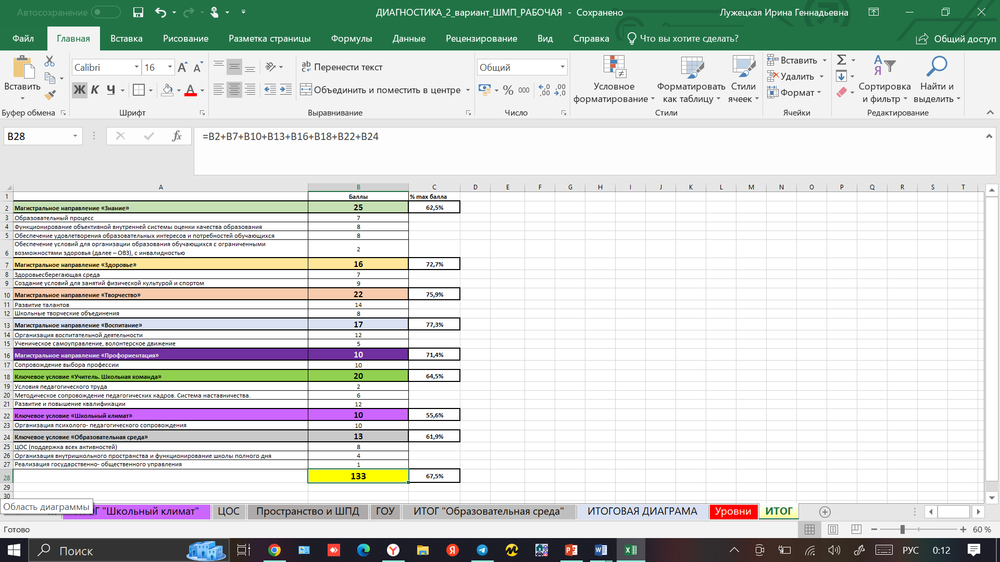 Автосохранение
ДИАГНОСТИКА_2_вариант_ШМП_РАБОЧАЯ - Сохранено
Лужецкая Ирина Геннадьевна
Файл Главная Вставка Рисование Разметка страницы Формулы Данные Рецензирование Вид Справка Что вы хотите сделать? Общий доступ
Вставить
Буфер обмена
Calibri 16
Ж К Ч
Шрифт
Перенести текст
Объединить и поместить в центре
Выравнивание
Общий
% 000
Число
Условное форматирование
Форматировать как таблицу
Стили ячеек
Стили
Вставить
Удалить
Формат
Ячейки
Сортировка и фильтр
Найти и выделить
Редактирование
B28 fx =B2+B7+B10+B13+B16+B18+B22+B24
A B C D E F G H I J K L M N O P Q R S T
1 Баллы % max балла
2 Магистральное направление «Знание» 25 62,5%
3 Образовательный процесс 7
4 Функционирование объективной внутренней системы оценки качества образования 8
5 Обеспечение удовлетворения образовательных интересов и потребностей обучающихся 8
Обеспечение условий для организации образования обучающихся с ограниченными
6 возможностями здоровья (далее – ОВЗ), с инвалидностью 2
7 Магистральное направление «Здоровье» 16 72,7%
8 Здоровьесберегающая среда 7
9 Создание условий для занятий физической культурой и спортом 9
10 Магистральное направление «Творчество» 22 75,9%
11 Развитие талантов 14
12 Школьные творческие объединения 8
13 Магистральное направление «Воспитание» 17 77,3%
14 Организация воспитательной деятельности 12
15 Ученическое самоуправление, волонтерское движение 5
16 Магистральное направление «Профориентация» 10 71,4%
17 Сопровождение выбора профессии 10
18 Ключевое условие «Учитель. Школьная команда» 20 64,5%
19 Условия педагогического труда 2
20 Методическое сопровождение педагогических кадров. Система наставничества. 6
21 Развитие и повышение квалификации 12
22 Ключевое условие «Школьный климат» 10 55,6%
23 Организация психолого- педагогического сопровождения 10
24 Ключевое условие «Образовательная среда» 13 61,9%
25 ЦОС (поддержка всех активностей) 8
26 Организация внутришкольного пространства и функционирование школы полного дня 4
27 Реализация государственно- общественного управления 1
28 133 67,5%
29
30
Область диаграммы
"Школьный климат" ЦОС Пространство и ШПД ГОУ ИТОГ "Образовательная среда" ИТОГОВАЯ ДИАГРАМА Уровни ИТОГ
Готово
60 %
Поиск
РУС 0:12